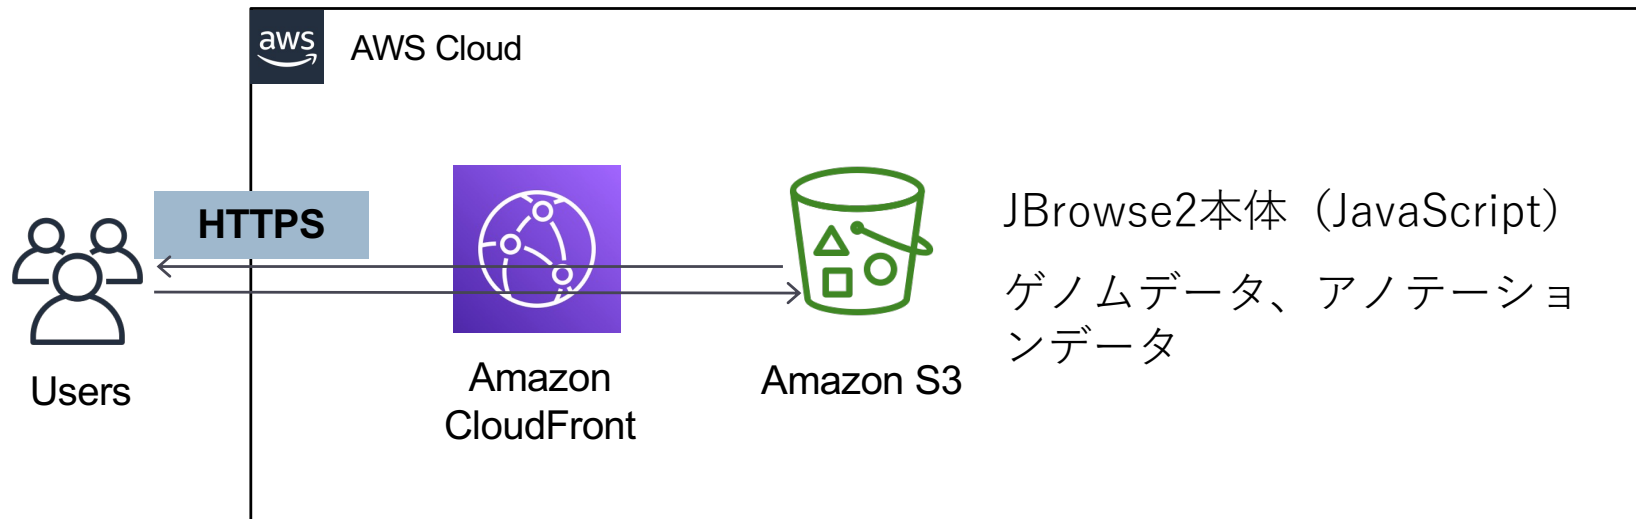 aws
AWS Cloud
HTTPS
Users
Amazon
CloudFront
Amazon S3
JBrowse2本体（JavaScript）
ゲノムデータ、アノテーショ
ンデータ